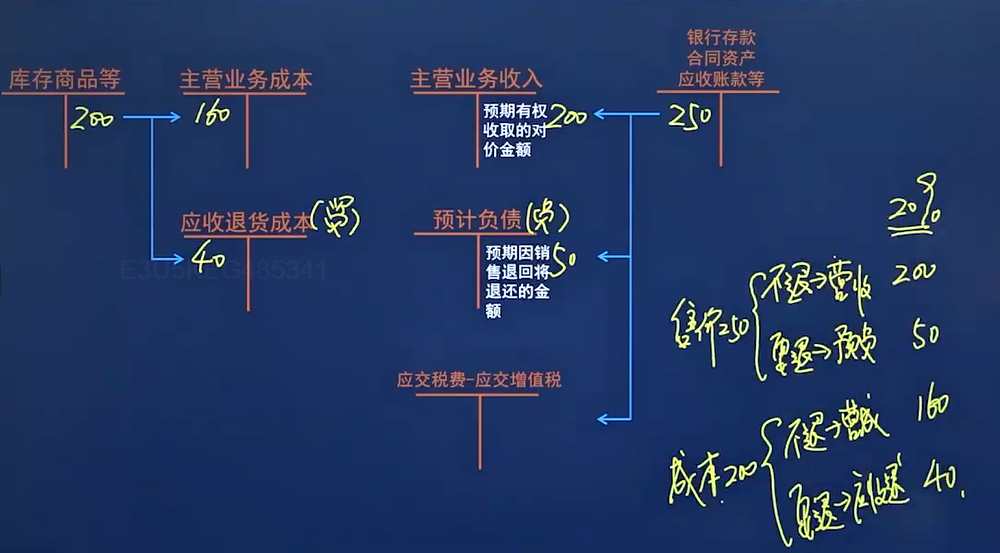 银行存款
合同资产
应收账款等
库存商品等
主营业务成本
主营业务收入
200
160
预期有权
收取的对
价金额
200
250
应收退货成本
40
预计负债
预期因销
售退回将
退还的金
额
50
应交税费-应交增值税
20%
售价250
不退→营收 200
要退→预负 50
成本200
不退→营成 160
要退→应收退 40